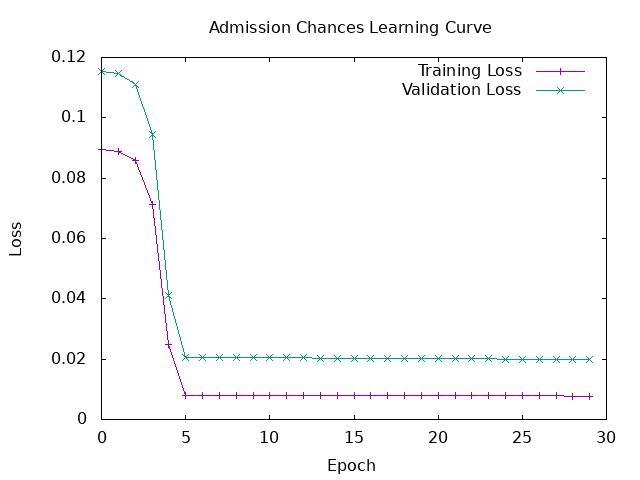 Admission Chances Learning Curve
0.12
0.1
0.08
0.06
0.04
0.02
0
Loss
Training Loss
Validation Loss
0 5 10 15 20 25 30
Epoch